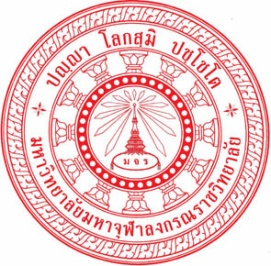 ปญฺญา โลกสฺมิ ปชฺโชโต
ม จ ร
มหาวิทยาลัยมหาจุฬาลงกรณราชวิทยาลัย